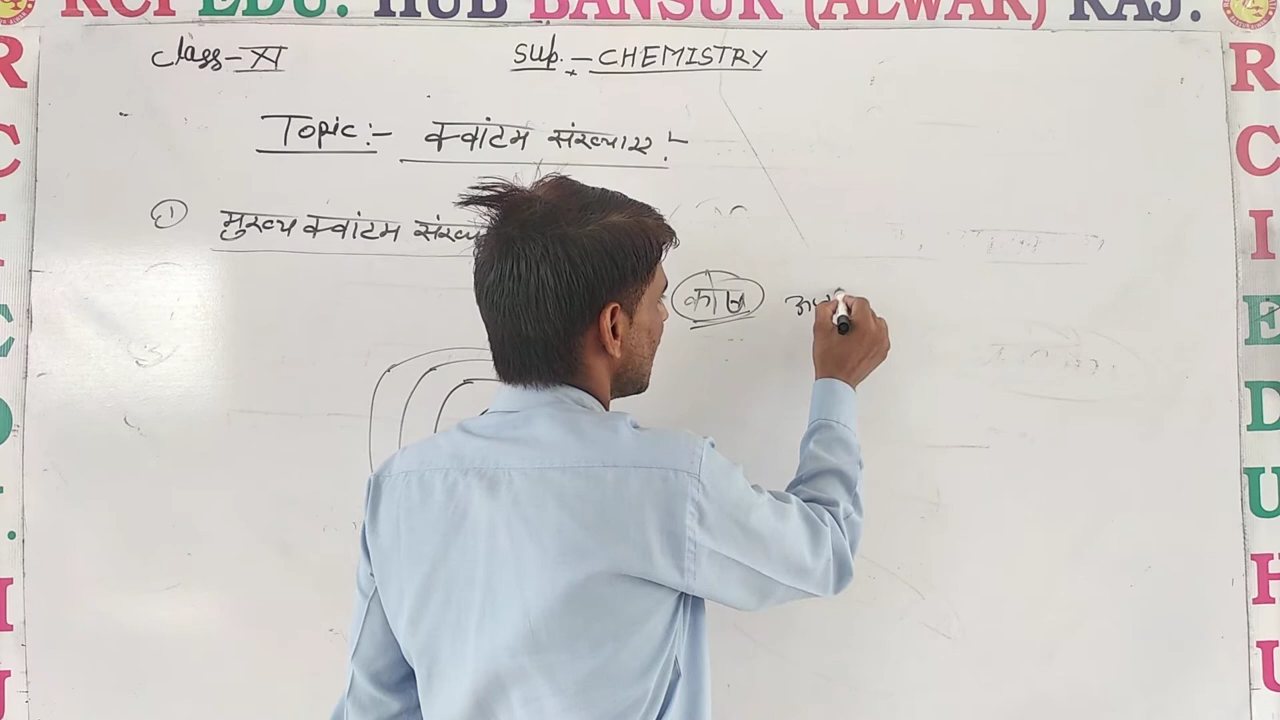 RCI EDU. HUB BANSUR (ALWAR) RAJ.
Class-XI Sub.- CHEMISTRY
Topic:- क्वांटम संख्याएं :-
① मुख्य क्वांटम
कोश
R
C
I
E
D
U
H
U